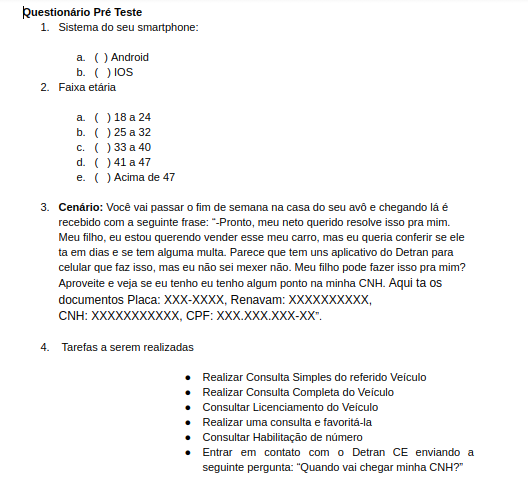 Questionário Pré Teste
1. Sistema do seu smartphone:
a. ( ) Android
b. ( ) IOS
2. Faixa etária
a. ( ) 18 a 24
b. ( ) 25 a 32
c. ( ) 33 a 40
d. ( ) 41 a 47
e. ( ) Acima de 47
3. Cenário: Você vai passar o fim de semana na casa do seu avô e chegando lá é
recebido com a seguinte frase: “-Pronto, meu neto querido resolve isso pra mim.
Meu filho, eu estou querendo vender esse meu carro, mas eu queria conferir se ele
ta em dias e se tem alguma multa. Parece que tem uns aplicativo do Detran para
celular que faz isso, mas eu não sei mexer não. Meu filho pode fazer isso pra mim?
Aproveite e veja se eu tenho eu tenho algum ponto na minha CNH. Aqui ta os
documentos Placa: XXX-XXXX, Renavam: XXXXXXXXXX,
CNH: XXXXXXXXXXX, CPF: XXX.XXX.XXX-XX”.
4. Tarefas a serem realizadas
● Realizar Consulta Simples do referido Veículo
● Realizar Consulta Completa do Veículo
● Consultar Licenciamento do Veículo
● Realizar uma consulta e favoritá-la
● Consultar Habilitação de número
● Entrar em contato com o Detran CE enviando a
seguinte pergunta: “Quando vai chegar minha CNH?”